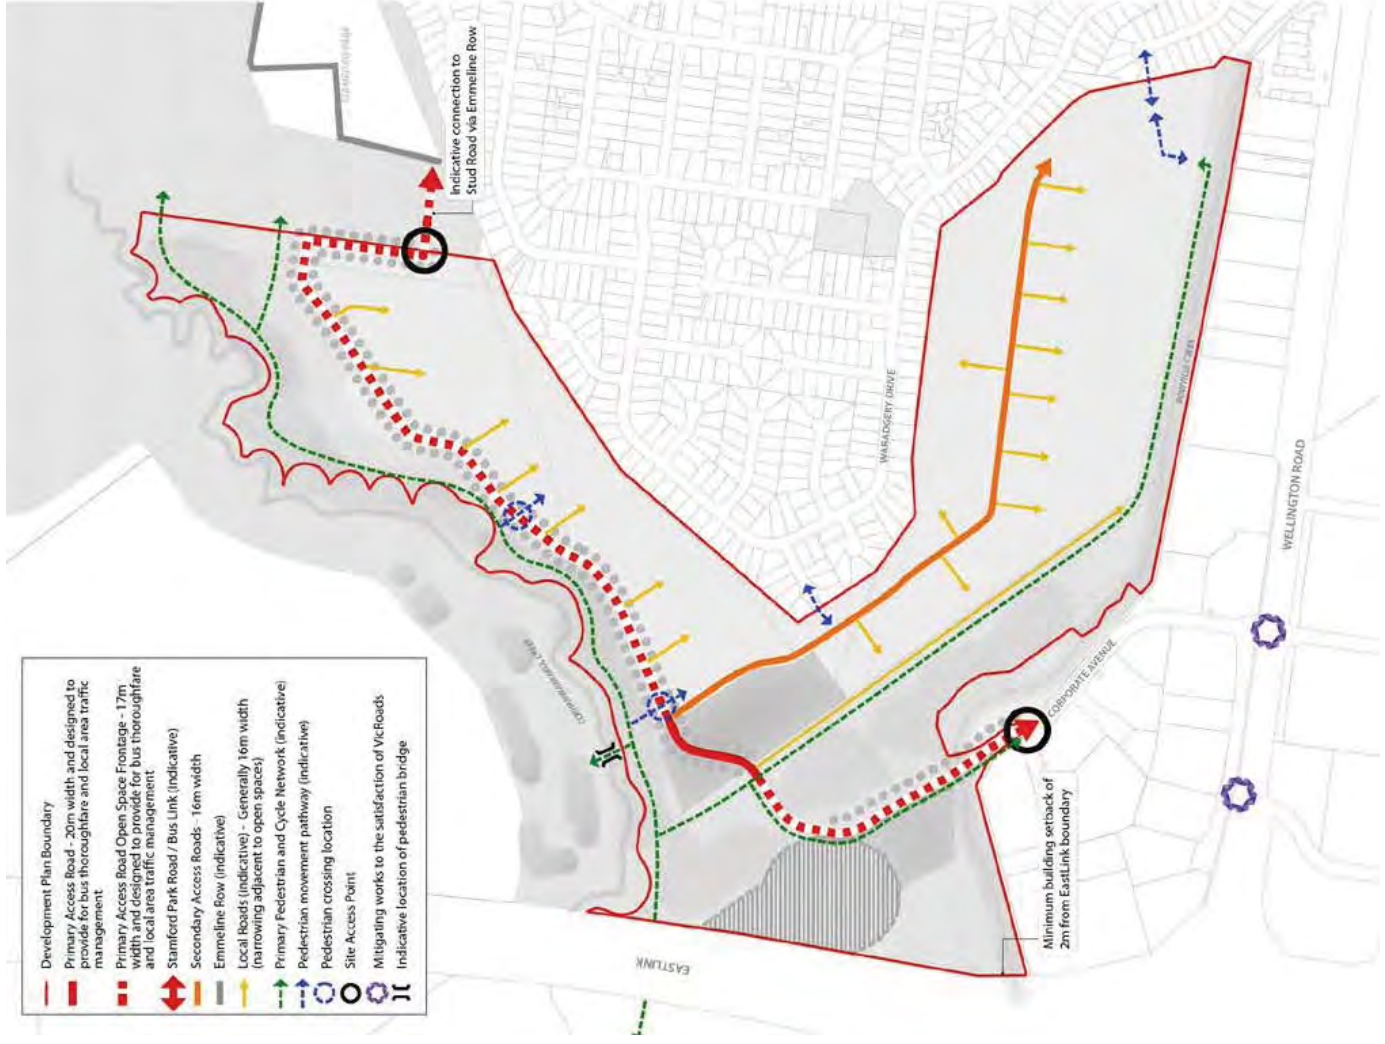 Development Plan Boundary
Primary Access Road - 20m width and designed to
provide for bus thoroughfare and local area traffic
management
Primary Access Road Open Space Frontage - 17m
width and designed to provide for bus thoroughfare
and local area traffic management
Stamford Park Road / Bus Link (Indicative)
Secondary Access Roads - 16m width
Emmeline Row (indicative)
Local Roads (indicative) - Generally 16m width
(narrowing adjacent to open spaces)
Primary Pedestrian and Cycle Network (indicative)
Pedestrian movement pathway (indicative)
Pedestrian crossing location
Site Access Point
Mitigating works to the satisfaction of VicRoads
Indicative location of pedestrian bridge
Indicative connection to
Stud Road via Emmeline Row
WARADGERY DRIVE
WELLINGTON ROAD
CORPORATE AVENUE
EASTLINK
Minimum building setback of
2m from EastLink boundary